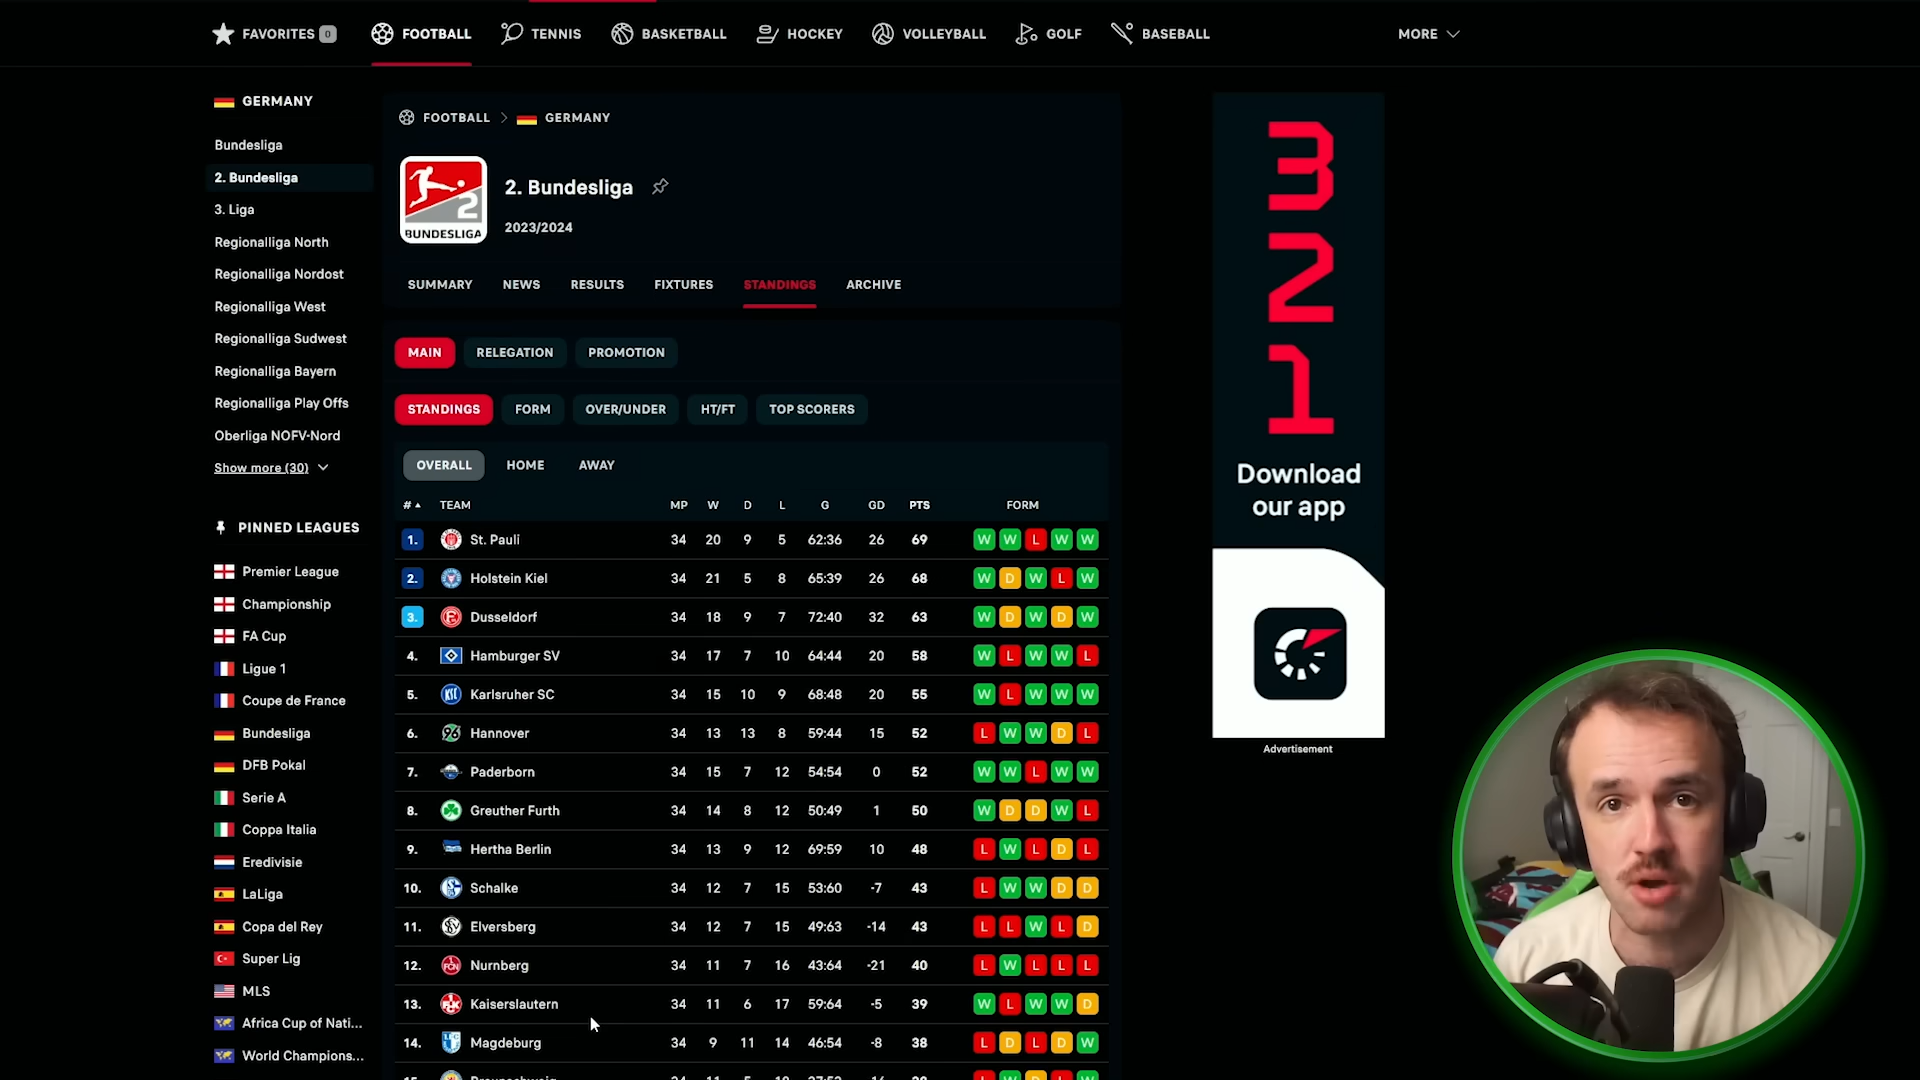 FAVORITES 0 FOOTBALL TENNIS BASKETBALL HOCKEY VOLLEYBALL GOLF BASEBALL MORE
GERMANY
Bundesliga
2. Bundesliga
3. Liga
Regionalliga North
Regionalliga Nordost
Regionalliga West
Regionalliga Sudwest
Regionalliga Bayern
Regionalliga Play Offs
Oberliga NOFV-Nord
Show more (30)
PINNED LEAGUES
Premier League
Championship
FA Cup
Ligue 1
Coupe de France
Bundesliga
DFB Pokal
Serie A
Coppa Italia
Eredivisie
LaLiga
Copa del Rey
Super Lig
MLS
Africa Cup of Nati...
World Champions...
FOOTBALL > GERMANY
2
BUNDESLIGA
2. Bundesliga
2023/2024
SUMMARY NEWS RESULTS FIXTURES STANDINGS ARCHIVE
MAIN RELEGATION PROMOTION
STANDINGS FORM OVER/UNDER HT/FT TOP SCORERS
OVERALL HOME AWAY
# TEAM MP W D L G GD PTS FORM
1. St. Pauli 34 20 9 5 62:36 26 69 W W L W W
2. Holstein Kiel 34 21 5 8 65:39 26 68 W D W L W
3. Dusseldorf 34 18 9 7 72:40 32 63 W D W D W
4. Hamburger SV 34 17 7 10 64:44 20 58 W L W W L
5. Karlsruher SC 34 15 10 9 68:48 20 55 W L W W W
6. Hannover 34 13 13 8 59:44 15 52 L W W D L
7. Paderborn 34 15 7 12 54:54 0 52 W W L W W
8. Greuther Furth 34 14 8 12 50:49 1 50 W D D W L
9. Hertha Berlin 34 13 9 12 69:59 10 48 L W L D L
10. Schalke 34 12 7 15 53:60 -7 43 L W W D D
11. Elversberg 34 12 7 15 49:63 -14 43 L L W L D
12. Nurnberg 34 11 7 16 43:64 -21 40 L W L L L
13. Kaiserslautern 34 11 6 17 59:64 -5 39 W L W W D
14. Magdeburg 34 9 11 14 46:54 -8 38 L D L D W
3
2
1
Download
our app
Advertisement